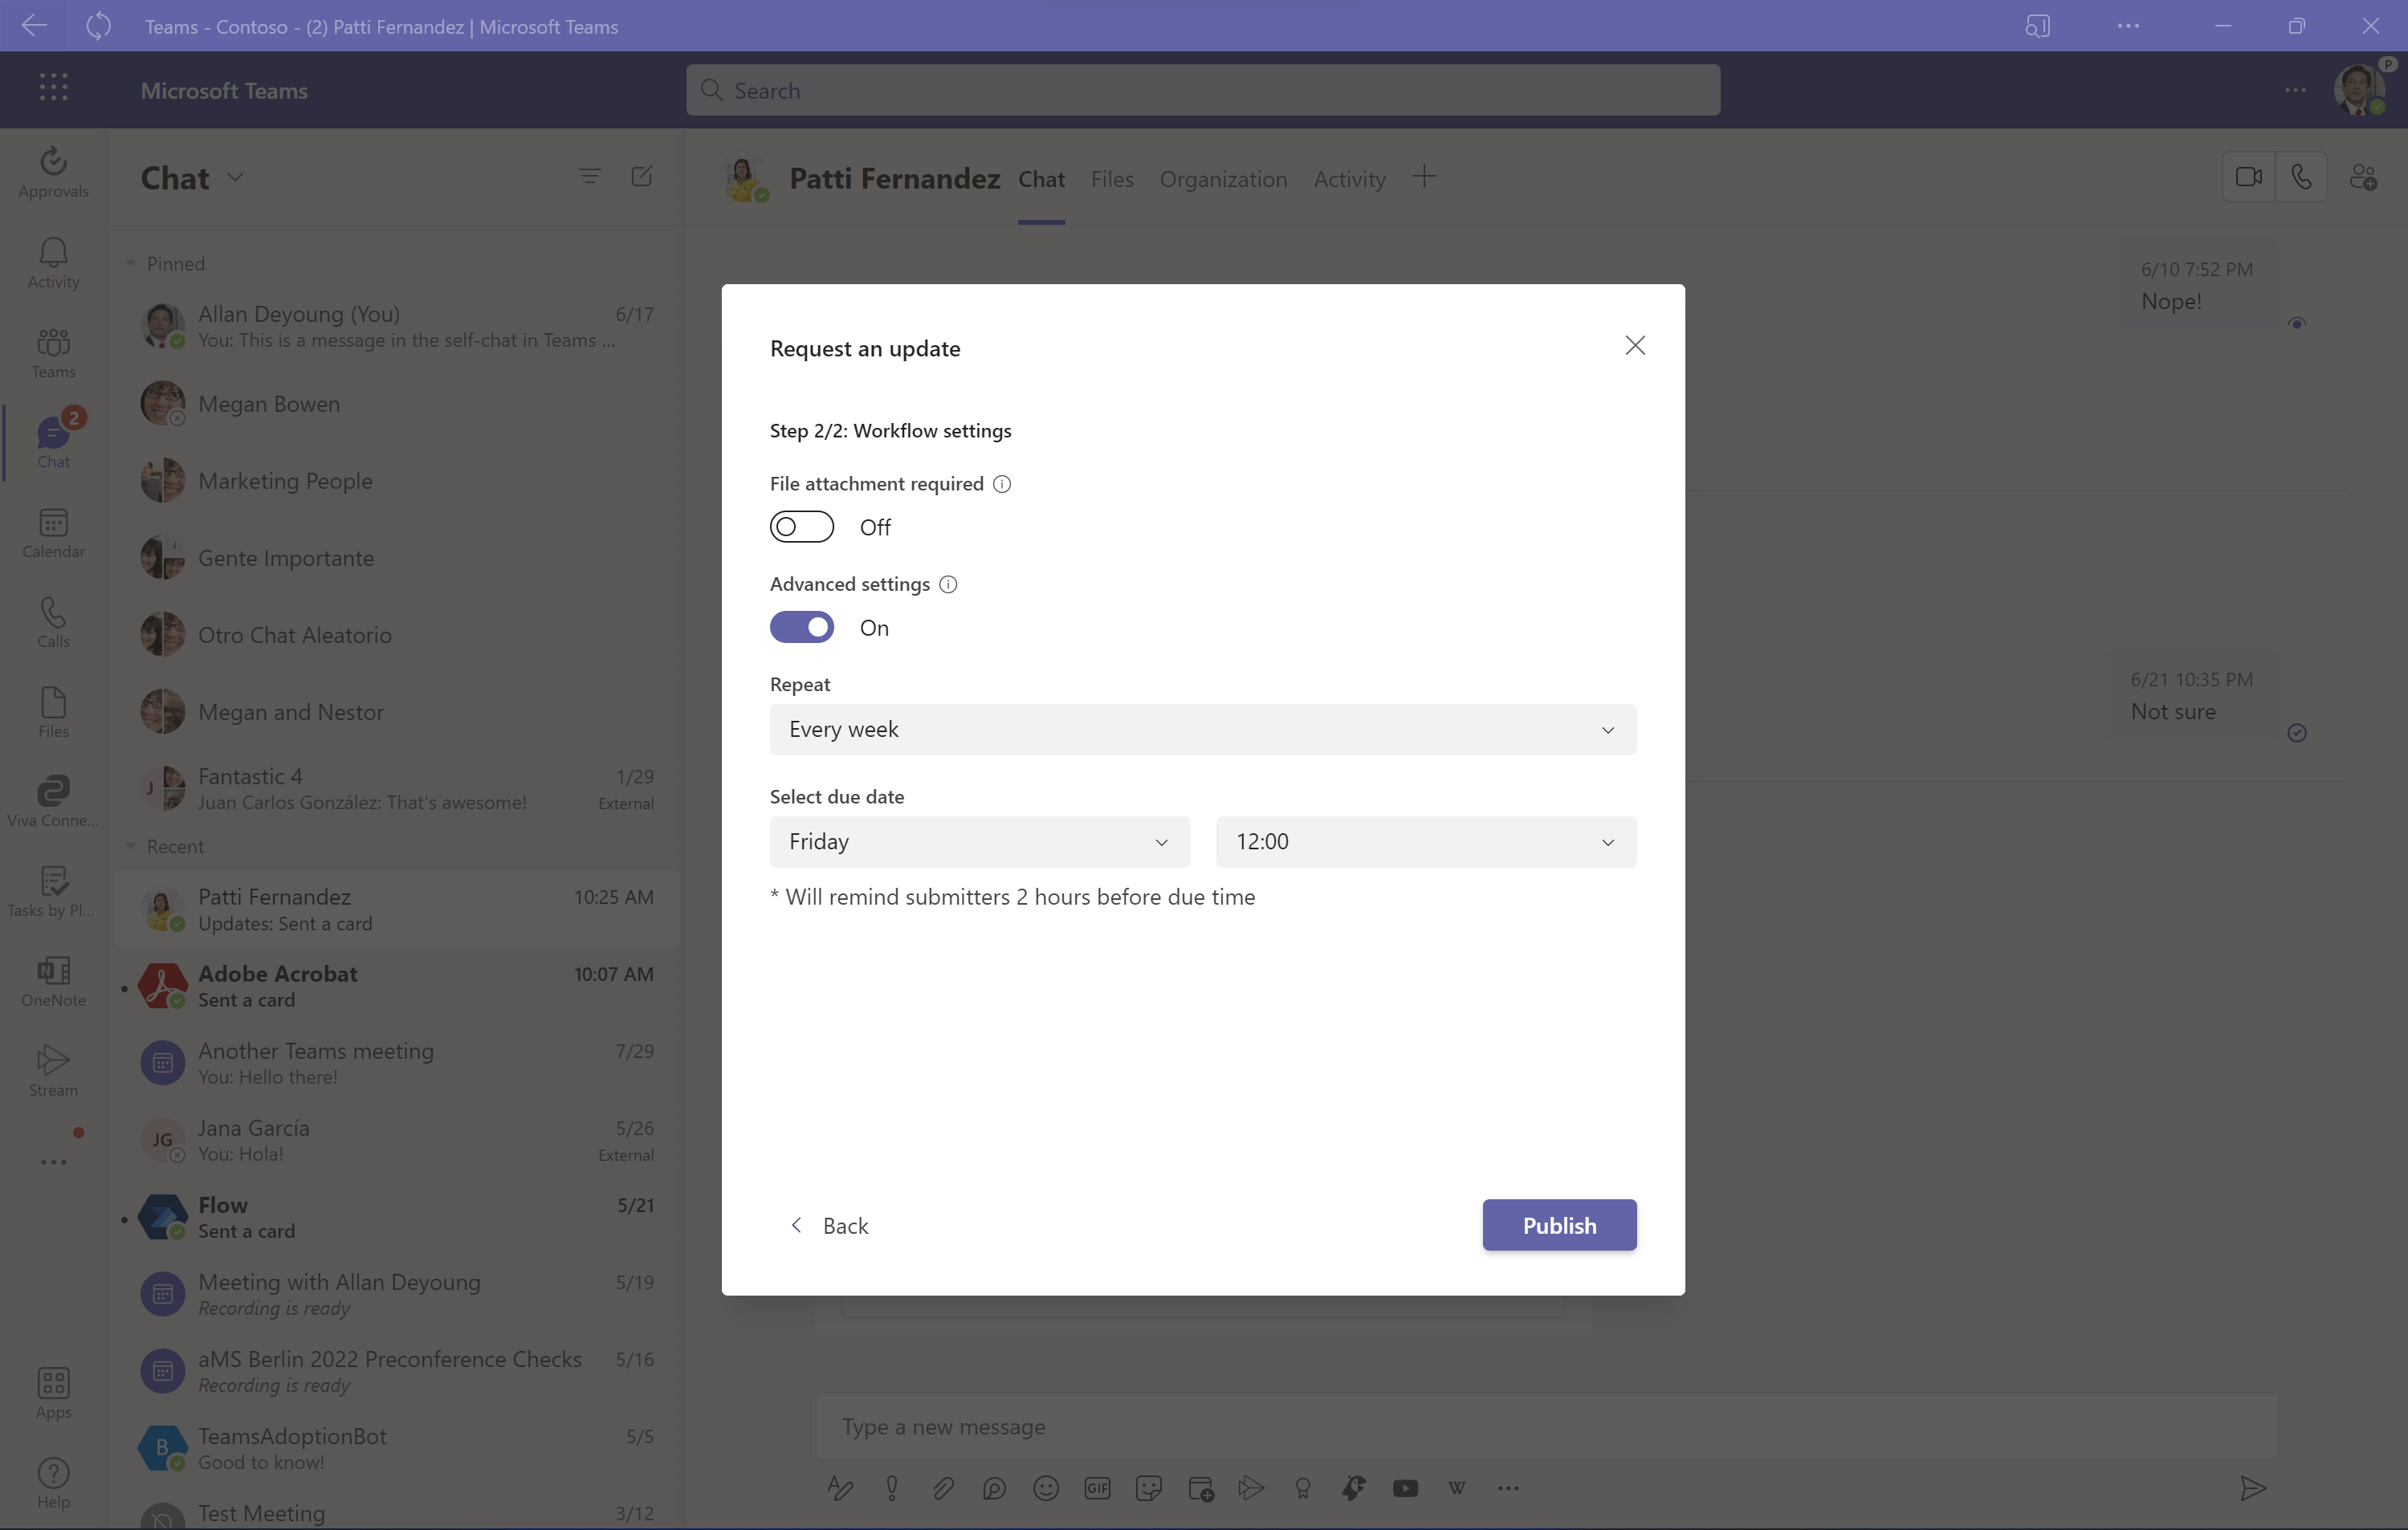 Teams - Contoso - (2) Patti Fernandez | Microsoft Teams
Microsoft Teams
Search
P
Approvals
Activity
Teams
2
Chat
Calendar
Calls
Files
Viva Conne...
Tasks by Pl...
OneNote
Stream
Apps
Help
Chat
Pinned
Allan Deyoung (You) 6/17
You: This is a message in the self-chat in Teams ...
Megan Bowen
Marketing People
J
Gente Importante
Otro Chat Aleatorio
Megan and Nestor
J
Fantastic 4 1/29
Juan Carlos González: That's awesome! External
Recent
Patti Fernandez 10:25 AM
Updates: Sent a card
Adobe Acrobat 10:07 AM
Sent a card
Another Teams meeting 7/29
You: Hello there!
JG
Jana García 5/26
You: Hola! External
Flow 5/21
Sent a card
Meeting with Allan Deyoung 5/19
Recording is ready
aMS Berlin 2022 Preconference Checks 5/16
Recording is ready
B
TeamsAdoptionBot 5/5
Good to know!
Test Meeting 3/12
Patti Fernandez Chat Files Organization Activity
6/10 7:52 PM
Nope!
6/21 10:35 PM
Not sure
Request an update
Step 2/2: Workflow settings
File attachment required
Off
Advanced settings
On
Repeat
Every week
Select due date
Friday 12:00
* Will remind submitters 2 hours before due time
Back Publish
Type a new message
GIF
W